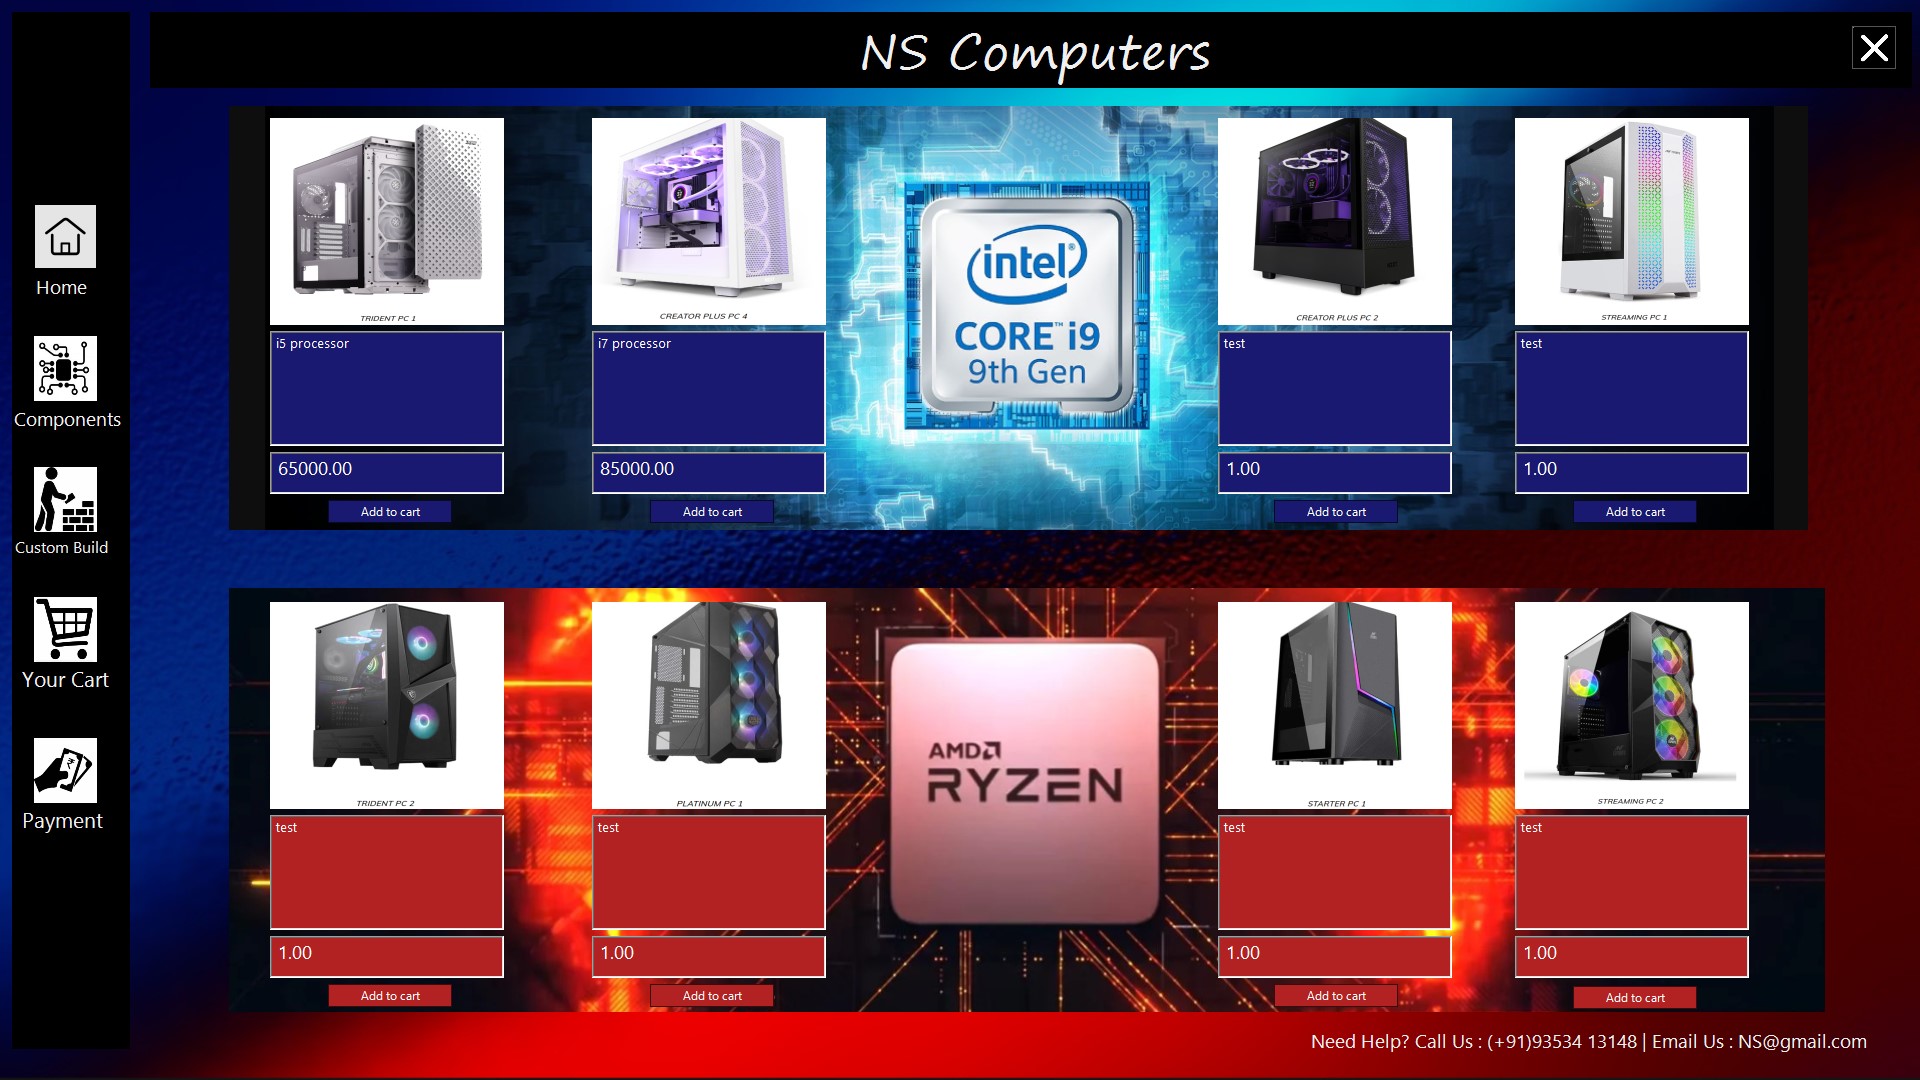 NS Computers
Home
Components
Custom Build
Your Cart
Payment
TRIDENT PC 1
CREATOR PLUS PC 4
intel®
CORE™ i9
9th Gen
CREATOR PLUS PC 2
STREAMING PC 1
i5 processor
i7 processor
test
test
65000.00
85000.00
1.00
1.00
Add to cart
Add to cart
Add to cart
Add to cart
TRIDENT PC 2
PLATINUM PC 1
AMD
RYZEN
STARTER PC 1
STREAMING PC 2
test
test
test
test
1.00
1.00
1.00
1.00
Add to cart
Add to cart
Add to cart
Add to cart
Need Help? Call Us : (+91)93534 13148 | Email Us : NS@gmail.com